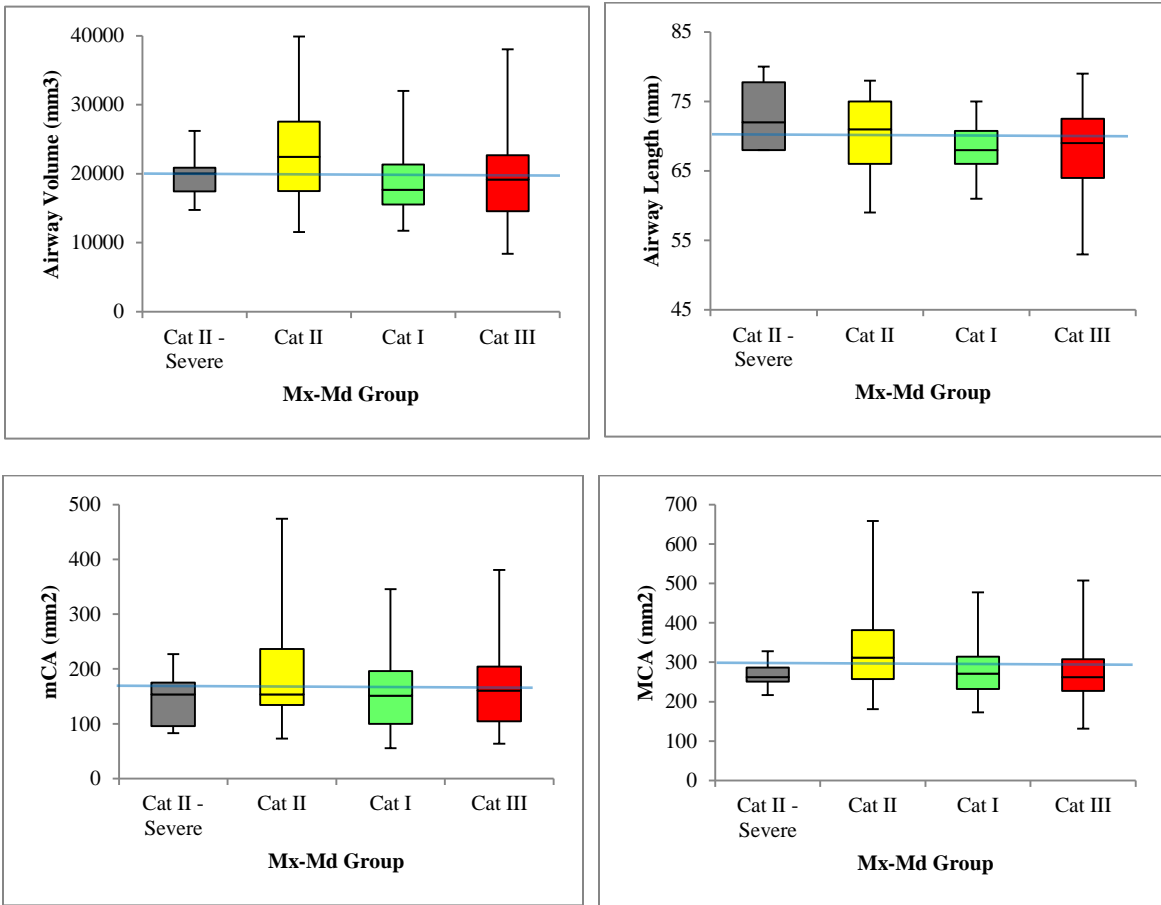 Airway Volume (mm3)
40000
30000
20000
10000
0
Cat II - Severe
Cat II
Cat I
Cat III
Mx-Md Group
Airway Length (mm)
85
75
65
55
45
Cat II -
Severe
Cat II
Cat I
Cat III
Mx-Md Group
mCA (mm2)
500
400
300
200
100
0
Cat II -
Severe
Cat II
Cat I
Cat III
Mx-Md Group
MCA (mm2)
700
600
500
400
300
200
100
0
Cat II -
Severe
Cat II
Cat I
Cat III
Mx-Md Group